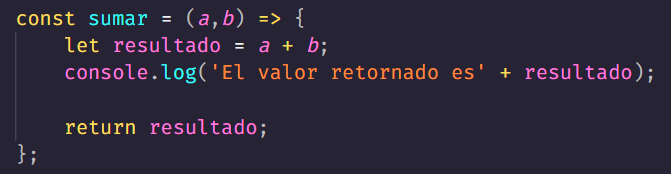 const sumar = (a,b) => {
    let resultado = a + b;
    console.log('El valor retornado es' + resultado);

    return resultado;
};